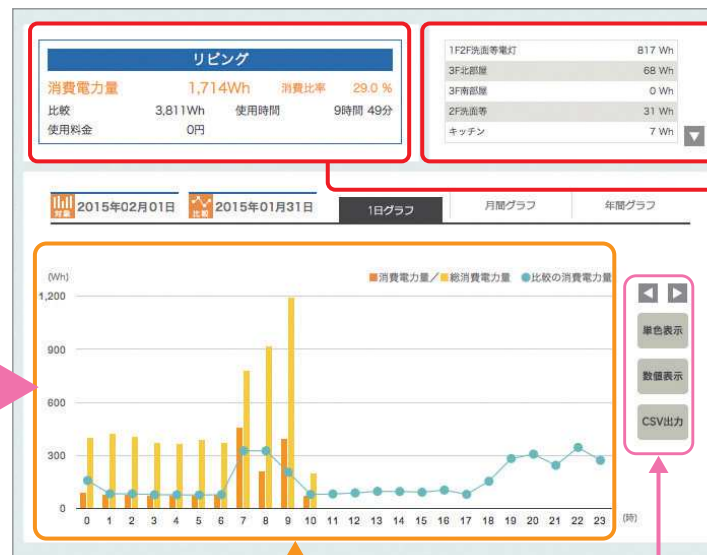 リビング
消費電力量 1,714Wh 消費比率 29.0 %
比較 3,811Wh 使用時間 9時間 49分
使用料金 0円
1F2F洗面等電灯 817 Wh
3F北部屋 68 Wh
3F南部屋 0 Wh
2F洗面等 31 Wh
キッチン 7 Wh
対象 2015年02月01日 比較 2015年01月31日 1日グラフ 月間グラフ 年間グラフ
(Wh) 消費電力量／総消費電力量 比較の消費電力量
1,200
900
600
300
0
0 1 2 3 4 5 6 7 8 9 10 11 12 13 14 15 16 17 18 19 20 21 22 23 (時)
単色表示
数値表示
CSV出力